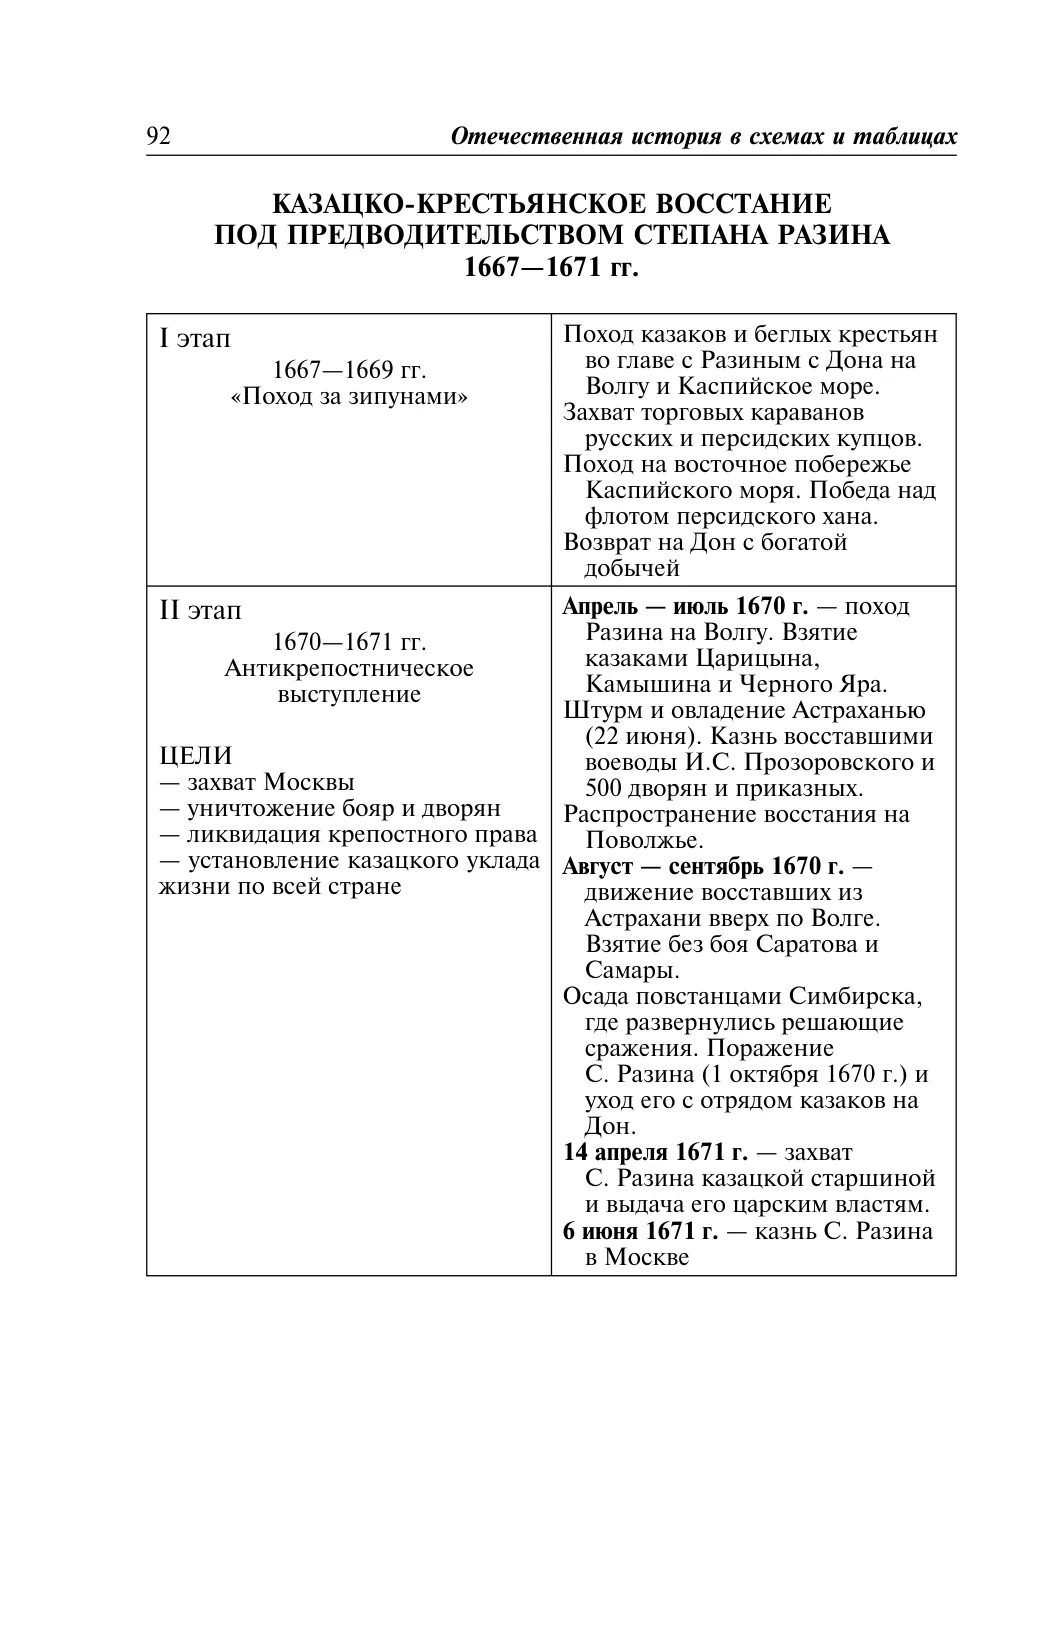 92 Отечественная история в схемах и таблицах
КАЗАЦКО-КРЕСТЬЯНСКОЕ ВОССТАНИЕ
ПОД ПРЕДВОДИТЕЛЬСТВОМ СТЕПАНА РАЗИНА
1667—1671 гг.
I этап
1667—1669 гг.
«Поход за зипунами»
Поход казаков и беглых крестьян
во главе с Разиным с Дона на
Волгу и Каспийское море.
Захват торговых караванов
русских и персидских купцов.
Поход на восточное побережье
Каспийского моря. Победа над
флотом персидского хана.
Возврат на Дон с богатой
добычей
II этап
1670—1671 гг.
Антикрепостническое
выступление
ЦЕЛИ
— захват Москвы
— уничтожение бояр и дворян
— ликвидация крепостного права
— установление казацкого уклада
жизни по всей стране
Апрель — июль 1670 г. — поход
Разина на Волгу. Взятие
казаками Царицына,
Камышина и Черного Яра.
Штурм и овладение Астраханью
(22 июня). Казнь восставшими
воеводы И.С. Прозоровского и
500 дворян и приказных.
Распространение восстания на
Поволжье.
Август — сентябрь 1670 г. —
движение восставших из
Астрахани вверх по Волге.
Взятие без боя Саратова и
Самары.
Осада повстанцами Симбирска,
где развернулись решающие
сражения. Поражение
С. Разина (1 октября 1670 г.) и
уход его с отрядом казаков на
Дон.
14 апреля 1671 г. — захват
С. Разина казацкой старшиной
и выдача его царским властям.
6 июня 1671 г. — казнь С. Разина
в Москве